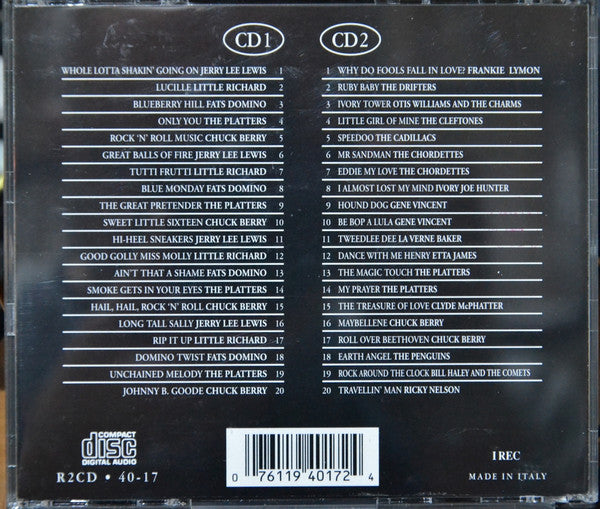 CD1
WHOLE LOTTA SHAKIN' GOING ON JERRY LEE LEWIS 1
LUCILLE LITTLE RICHARD 2
BLUEBERRY HILL FATS DOMINO 3
ONLY YOU THE PLATTERS 4
ROCK 'N' ROLL MUSIC CHUCK BERRY 5
GREAT BALLS OF FIRE JERRY LEE LEWIS 6
TUTTI FRUTTI LITTLE RICHARD 7
BLUE MONDAY FATS DOMINO 8
THE GREAT PRETENDER THE PLATTERS 9
SWEET LITTLE SIXTEEN CHUCK BERRY 10
HI-HEEL SNEAKERS JERRY LEE LEWIS 11
GOOD GOLLY MISS MOLLY LITTLE RICHARD 12
AIN'T THAT A SHAME FATS DOMINO 13
SMOKE GETS IN YOUR EYES THE PLATTERS 14
HAIL, HAIL, ROCK 'N' ROLL CHUCK BERRY 15
LONG TALL SALLY JERRY LEE LEWIS 16
RIP IT UP LITTLE RICHARD 17
DOMINO TWIST FATS DOMINO 18
UNCHAINED MELODY THE PLATTERS 19
JOHNNY B. GOODE CHUCK BERRY 20
CD2
1 WHY DO FOOLS FALL IN LOVE? FRANKIE LYMON
2 RUBY BABY THE DRIFTERS
3 IVORY TOWER OTIS WILLIAMS AND THE CHARMS
4 LITTLE GIRL OF MINE THE CLEFTONES
5 SPEEDOO THE CADILLACS
6 MR SANDMAN THE CHORDETTES
7 EDDIE MY LOVE THE CHORDETTES
8 I ALMOST LOST MY MIND IVORY JOE HUNTER
9 HOUND DOG GENE VINCENT
10 BE BOP A LULA GENE VINCENT
11 TWEEDLEE DEE LA VERNE BAKER
12 DANCE WITH ME HENRY ETTA JAMES
13 THE MAGIC TOUCH THE PLATTERS
14 MY PRAYER THE PLATTERS
15 THE TREASURE OF LOVE CLYDE McPHATTER
16 MAYBELLENE CHUCK BERRY
17 ROLL OVER BEETHOVEN CHUCK BERRY
18 EARTH ANGEL THE PENGUINS
19 ROCK AROUND THE CLOCK BILL HALEY AND THE COMETS
20 TRAVELLIN' MAN RICKY NELSON
COMPACT
disc
DIGITAL AUDIO
R2CD • 40-17
0 76119 40172 4
I REC
MADE IN ITALY